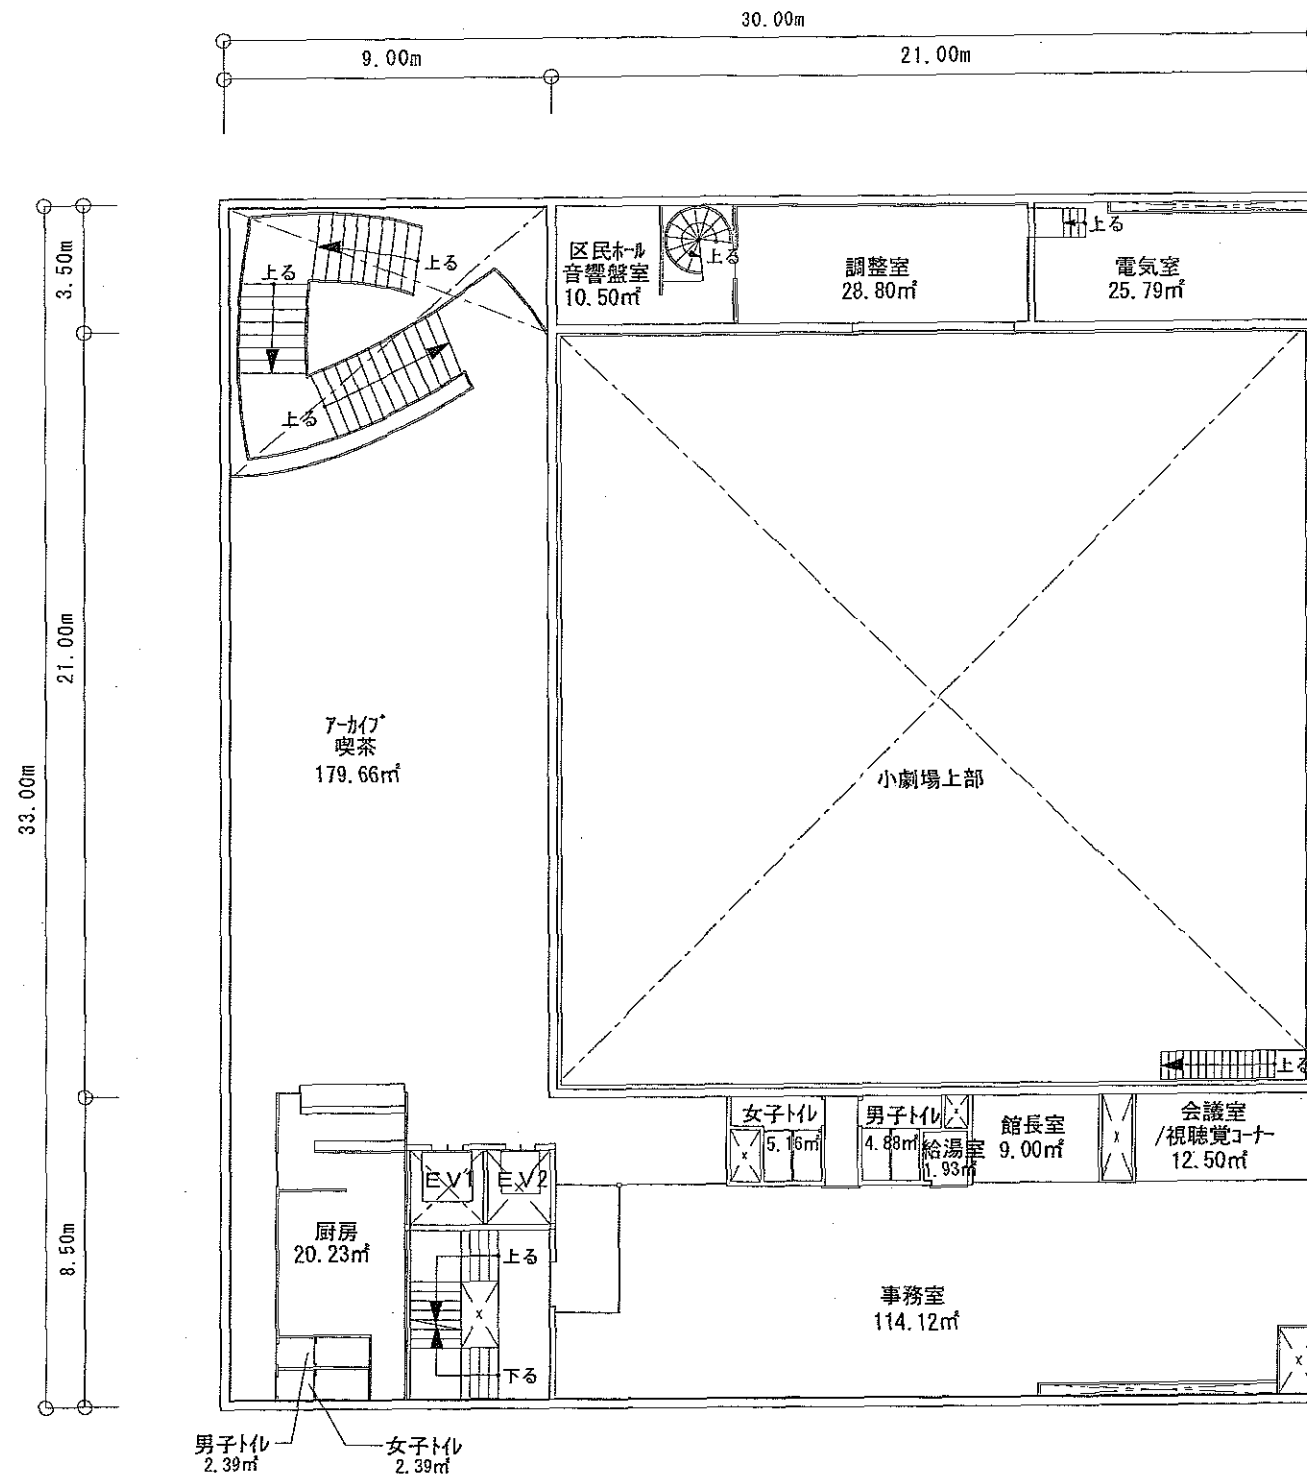 30.00m
9.00m
21.00m
3.50m
21.00m
33.00m
8.50m
上る
上る
上る
区民ホール
音響盤室
10.50㎡
上る
調整室
28.80㎡
上る
電気室
25.79㎡
アーカイブ
喫茶
179.66㎡
小劇場上部
上る
女子トイレ
5.16㎡
男子トイレ
4.88㎡
給湯室
1.93㎡
館長室
9.00㎡
会議室
/視聴覚コーナー
12.50㎡
EV1
EV2
厨房
20.23㎡
上る
下る
事務室
114.12㎡
男子トイレ
2.39㎡
女子トイレ
2.39㎡